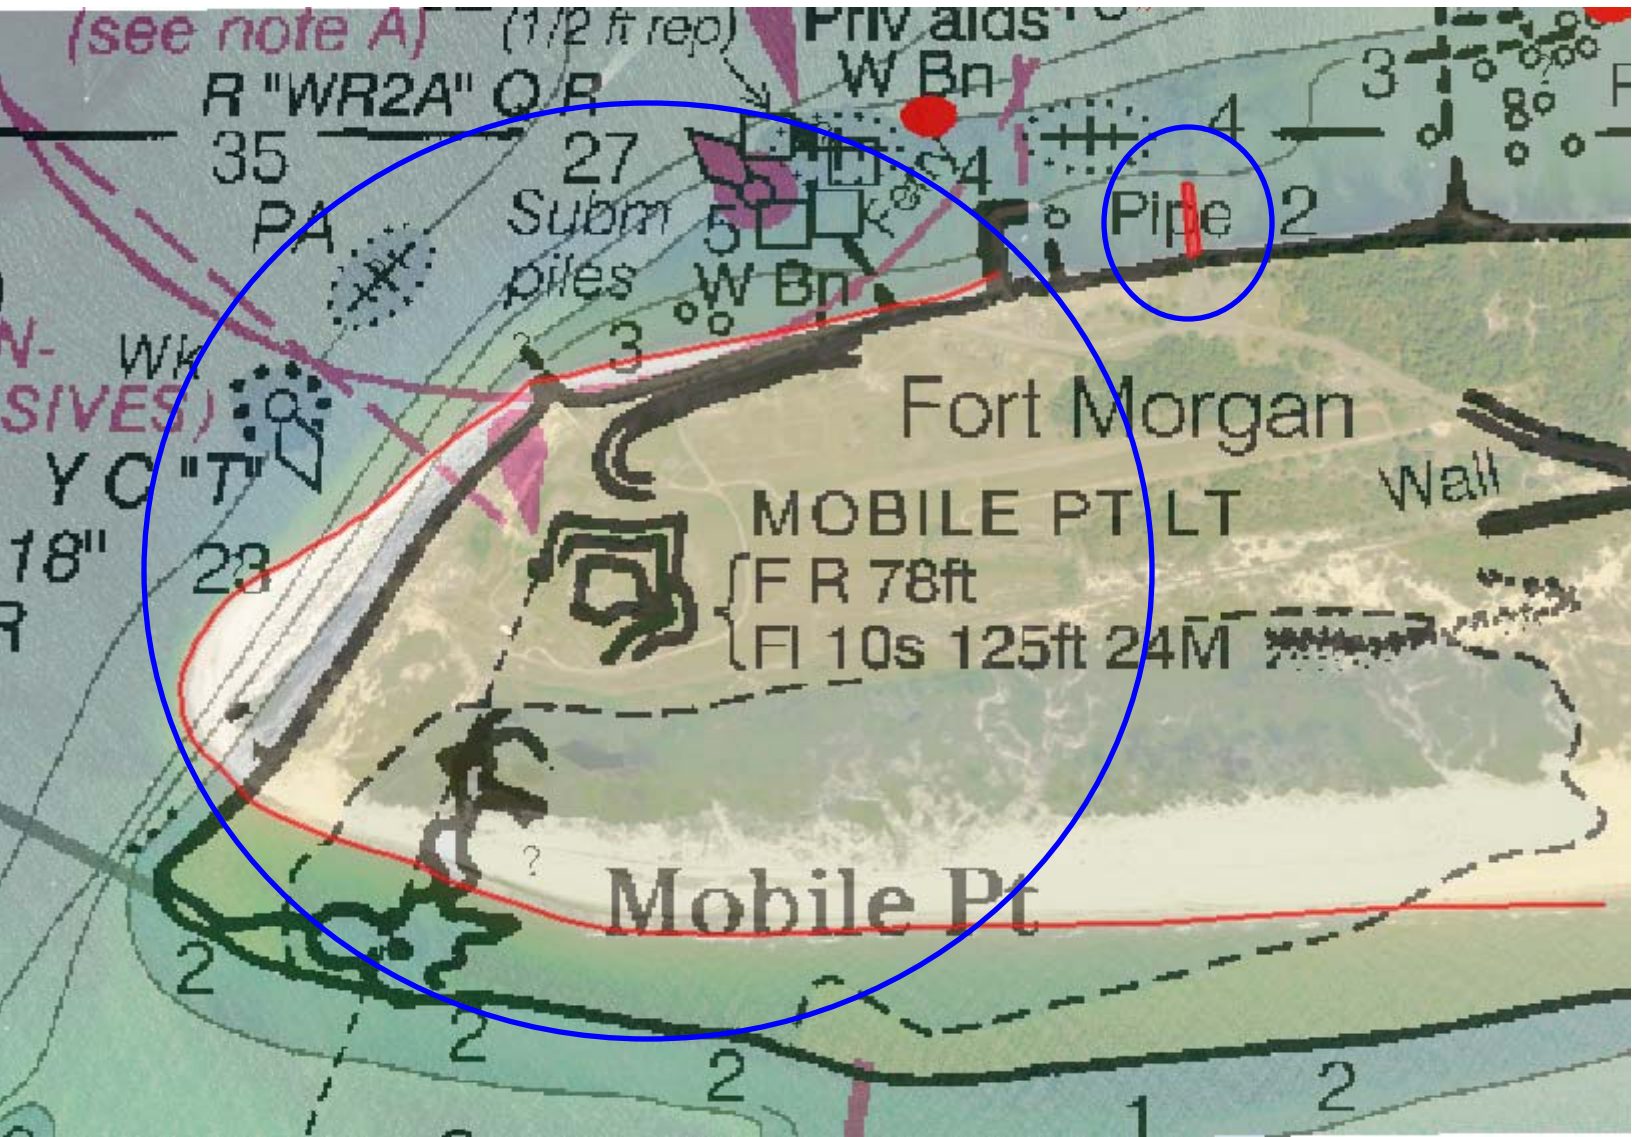 (see note A)
(1/2 ft rep)
Priv aids
W Bn
R "WR2A" Q R
3
4
35
27
4
PA
Subm
piles
5
Pipe
2
W Bn
3
WK
SIVES)
Y C "T"
Fort Morgan
Wall
18"
23
MOBILE PT LT
F R 78ft
Fl 10s 125ft 24M
R
?
Mobile Pt
2
2
2
2
1